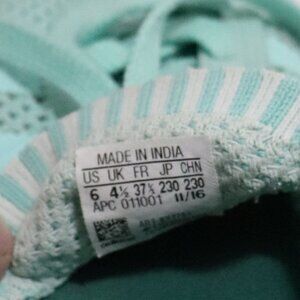 MADE IN INDIA
US UK FR JP CHN
6 4½ 37⅓ 230 230
APC 011001 11/16